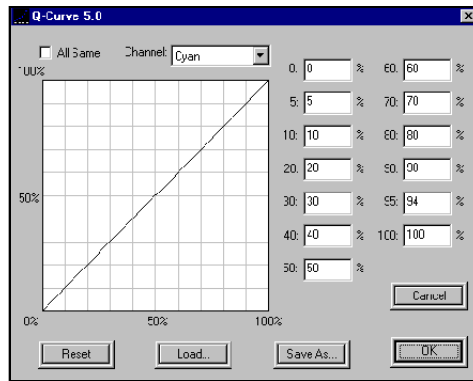 Q-Curve 5.0
All Same Channel: Cyan
100%
50%
0% 50% 100%
0: 0 % 60: 60 %
5: 5 % 70: 70 %
10: 10 % 80: 80 %
20: 20 % 90: 90 %
30: 30 % 95: 94 %
40: 40 % 100: 100 %
50: 50 %
Cancel
Reset Load... Save As... OK